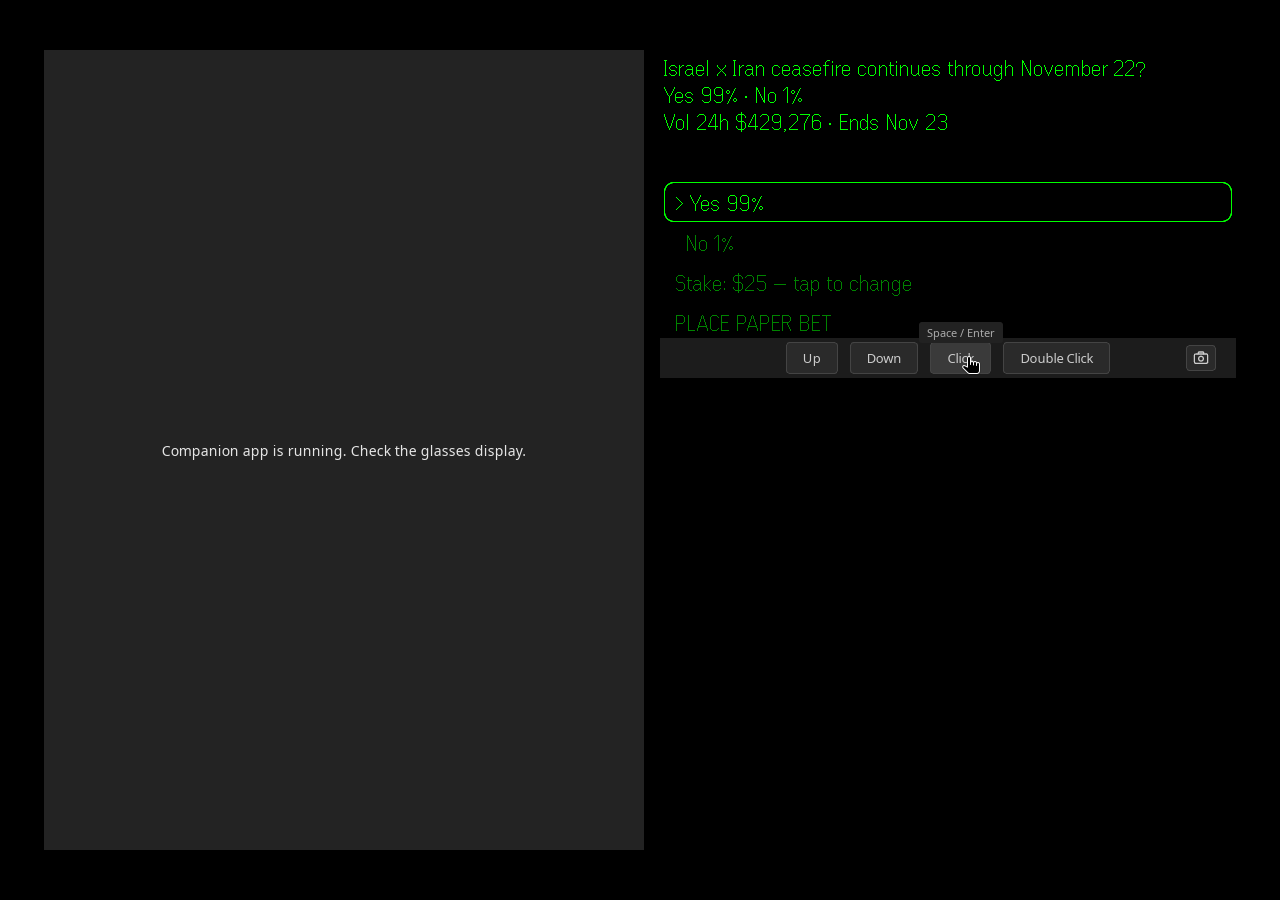 Israel x Iran ceasefire continues through November 22?
Yes 99% · No 1%
Vol 24h $429,276 · Ends Nov 23
> Yes 99%
No 1%
Stake: $25 — tap to change
PLACE PAPER BET
Space / Enter
Up
Down
Click
Double Click
Companion app is running. Check the glasses display.